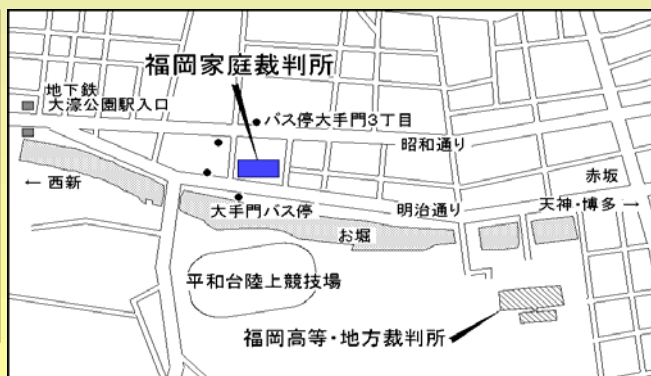 福岡家庭裁判所
地下鉄
大濠公園駅入口
バス停大手門3丁目
昭和通り
赤坂
← 西新
天神・博多 →
大手門バス停
明治通り
お堀
平和台陸上競技場
福岡高等・地方裁判所